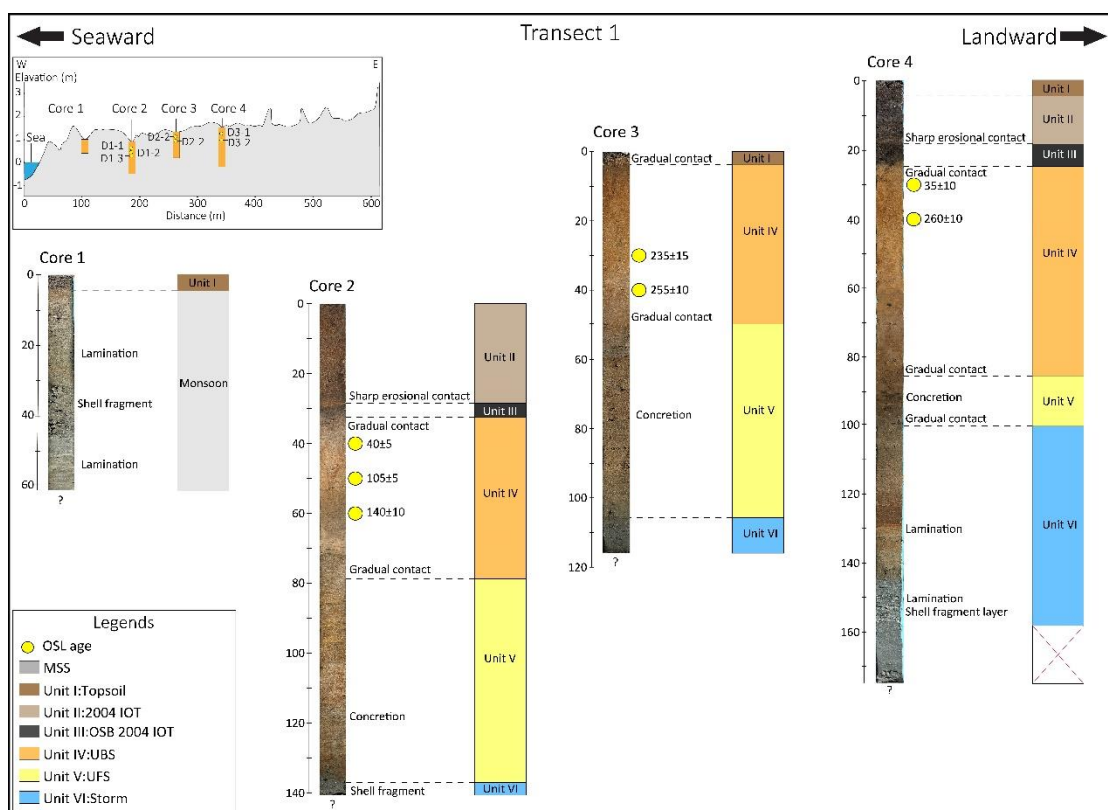 Seaward
Transect 1
Landward
W
E
Elavation (m)
3
2
1
0
-1
Sea
Core 1
Core 2
Core 3
Core 4
D1-1
D1 3
D1-2
D2-2
D2 2
D3-1
D3 2
0
100
200
300
400
500
600
Distance (m)
Core 1
0
20
40
60
Lamination
Shell fragment
Lamination
?
Unit I
Monsoon
Core 2
0
20
40
60
80
100
120
140
Sharp erosional contact
Gradual contact
40±5
105±5
140±10
Gradual contact
Concretion
Shell fragment
?
Unit II
Unit III
Unit IV
Unit V
Unit VI
Core 3
0
20
40
60
80
100
120
Gradual contact
235±15
255±10
Gradual contact
Concretion
?
Unit I
Unit IV
Unit V
Unit VI
Core 4
0
20
40
60
80
100
120
140
160
Sharp erosional contact
Gradual contact
35±10
260±10
Gradual contact
Concretion
Gradual contact
Lamination
Lamination
Shell fragment layer
?
Unit I
Unit II
Unit III
Unit IV
Unit V
Unit VI
Legends
OSL age
MSS
Unit I:Topsoil
Unit II:2004 IOT
Unit III:OSB 2004 IOT
Unit IV:UBS
Unit V:UFS
Unit VI:Storm